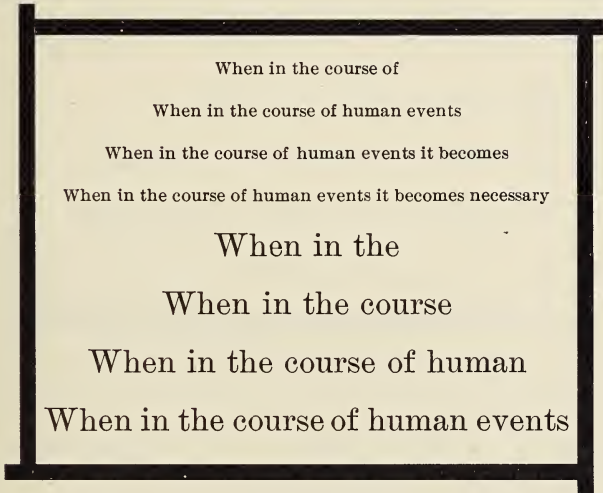 When in the course of
When in the course of human events
When in the course of human events it becomes
When in the course of human events it becomes necessary
When in the
When in the course
When in the course of human
When in the course of human events